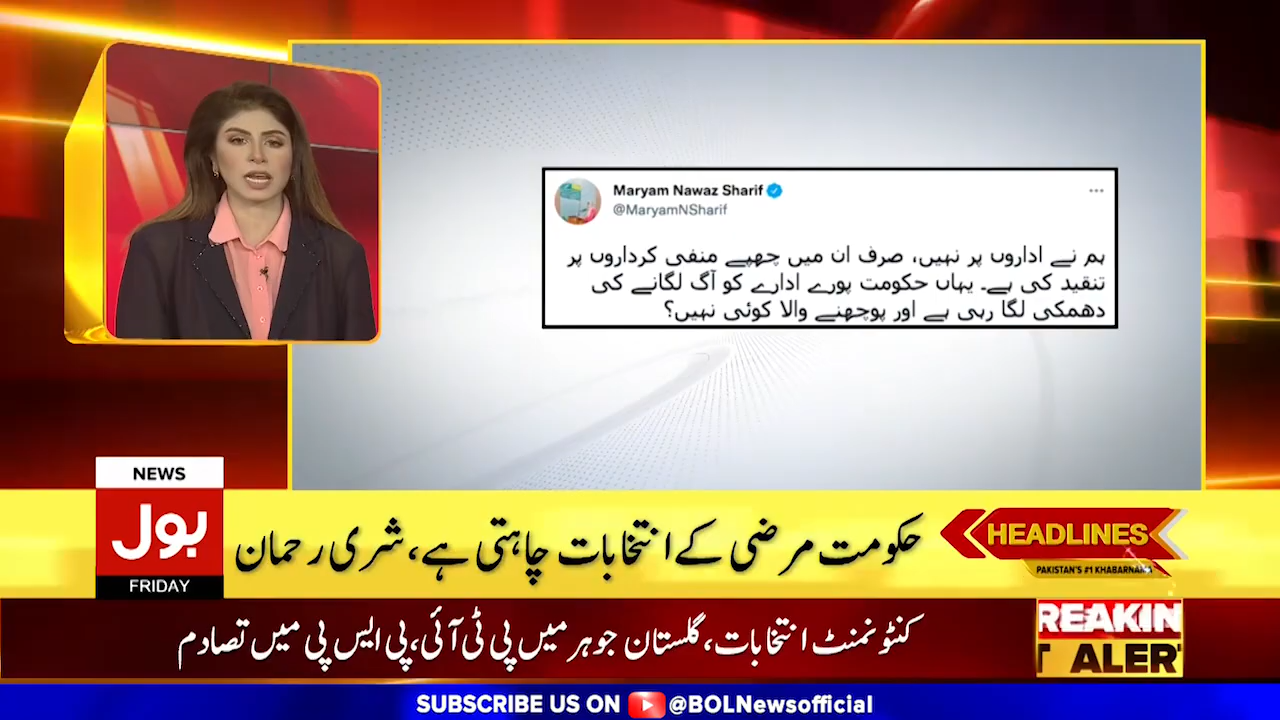 Maryam Nawaz Sharif
@MaryamNSharif
ہم نے اداروں پر نہیں، صرف ان میں چھپے منفی کرداروں پر
تنقید کی ہے۔ یہاں حکومت پورے ادارے کو آگ لگانے کی
دھمکی لگا رہی ہے اور پوچھنے والا کوئی نہیں؟
NEWS
بول
FRIDAY
حکومت مرضی کے انتخابات چاہتی ہے، شری رحمان
HEADLINES
PAKISTAN'S #1 KHABARNAMA
کنٹونمنٹ انتخابات، گلستان جوہر میں پی ٹی آئی، پی ایس پی میں تصادم
REAKIN
T ALER
SUBSCRIBE US ON @BOLNewsofficial